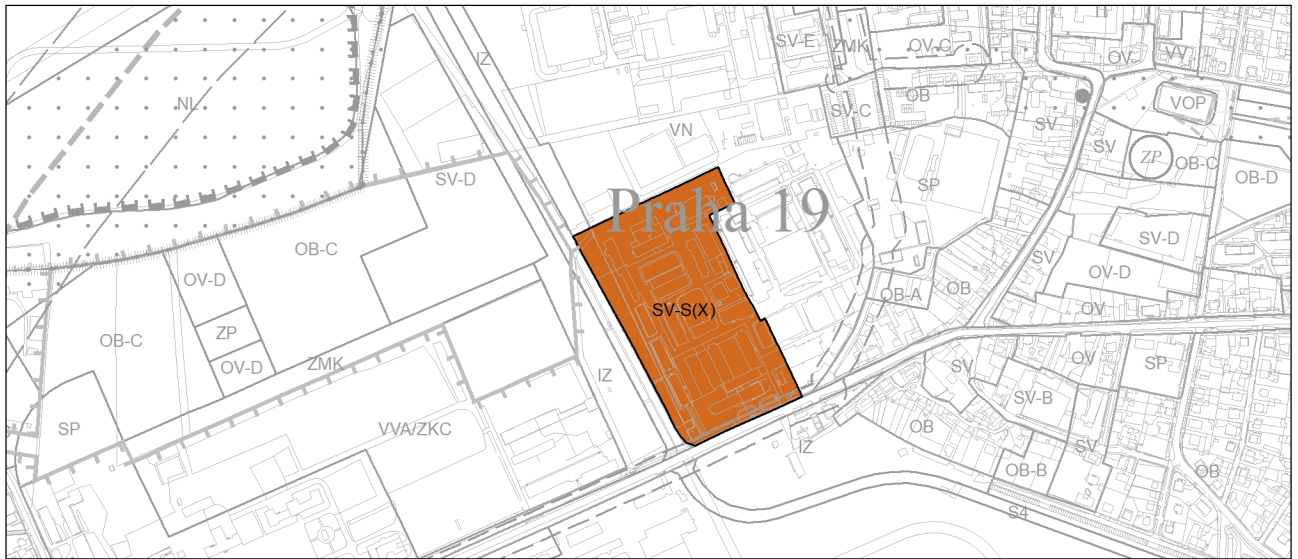 IZ
SV-E
ZMK
OV-C
OV
VV
NL
VOP
OB
SV-C
VN
SV
SV
ZP
OB-C
SV-D
SP
OB-D
Praha 19
OB-C
SV-D
OV-D
SV
OV-D
OB-A
OB
SV-S(X)
OV
ZP
OB-C
OV-D
ZMK
IZ
SV
OV
SP
SV-B
SP
VVA/ZKC
OB
SV
IZ
OB-B
OB
S4